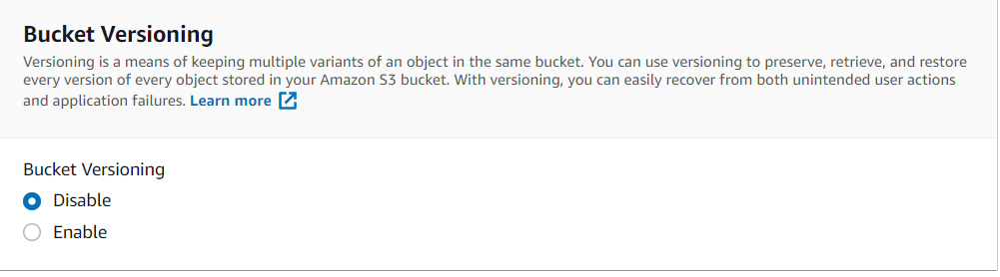 Bucket Versioning
Versioning is a means of keeping multiple variants of an object in the same bucket. You can use versioning to preserve, retrieve, and restore
every version of every object stored in your Amazon S3 bucket. With versioning, you can easily recover from both unintended user actions
and application failures. Learn more
Bucket Versioning
Disable
Enable